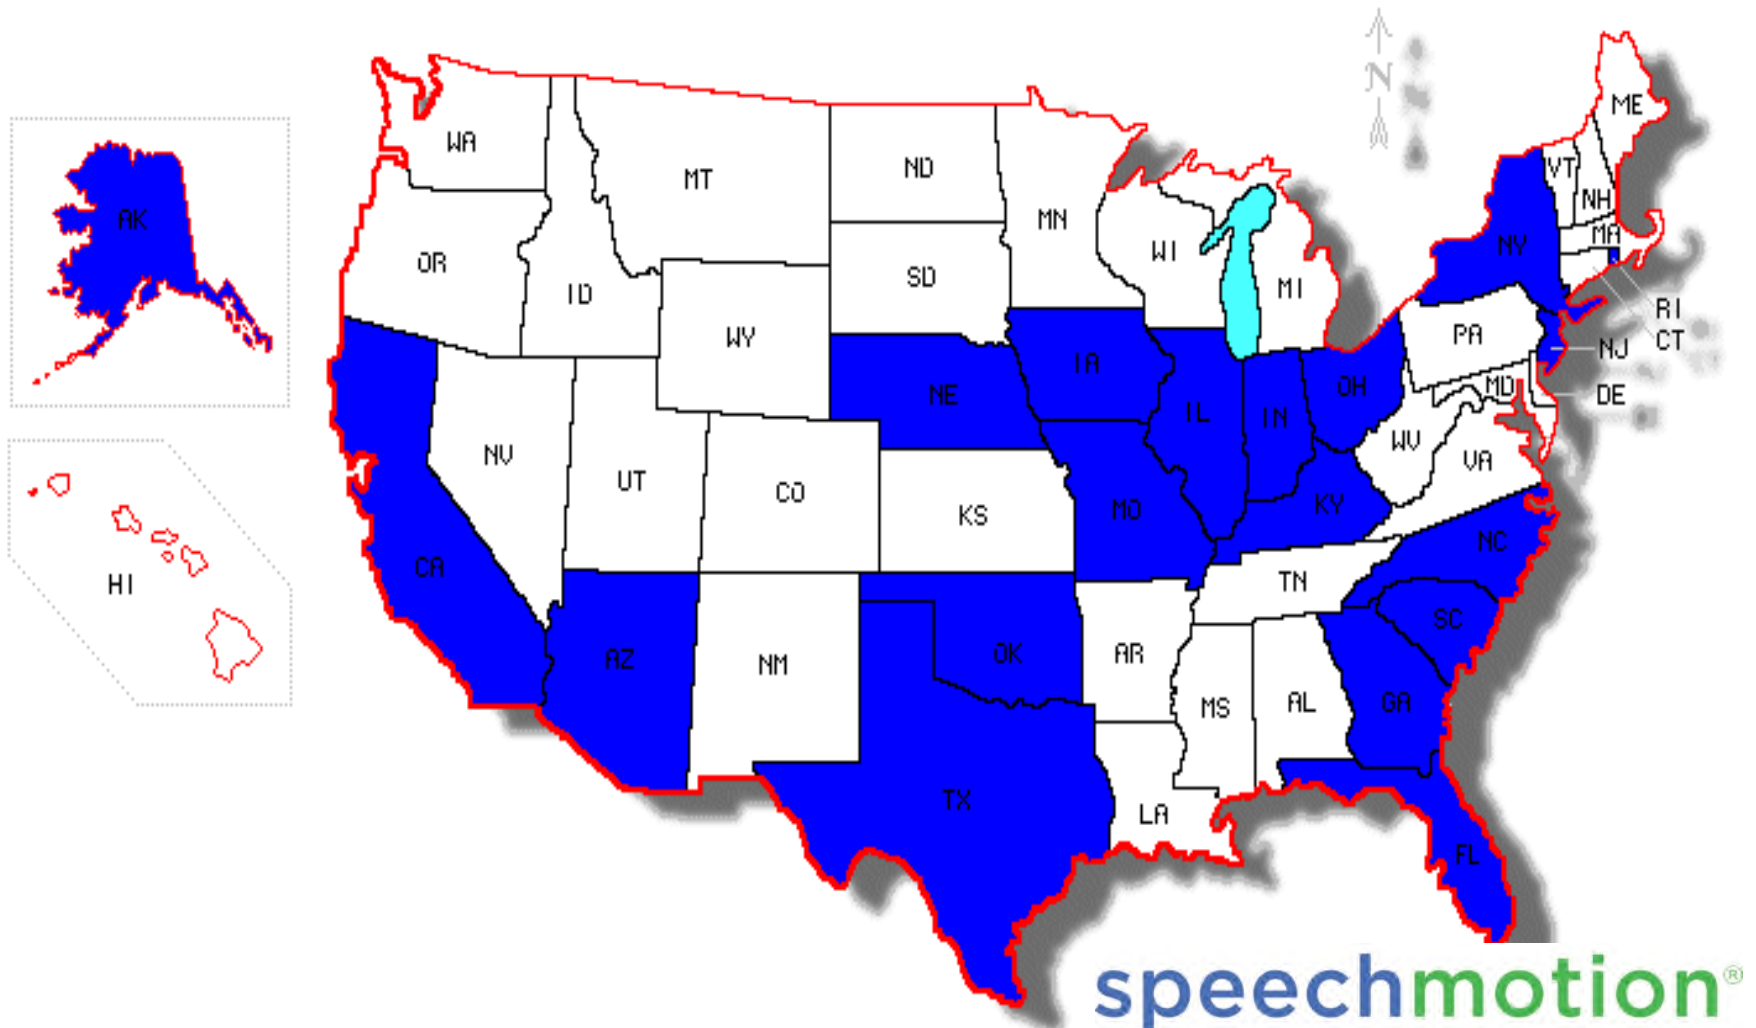 N
ME
WA
VT
MT
ND
NH
AK
MN
MA
OR
WI
NY
SD
ID
MI
RI
WY
PA
CT
NJ
IA
MD
NE
OH
DE
IL
IN
NV
WV
VA
UT
CO
KS
MO
KY
NC
CA
HI
TN
SC
AZ
NM
OK
AR
MS
AL
GA
TX
LA
FL
speechmotion®